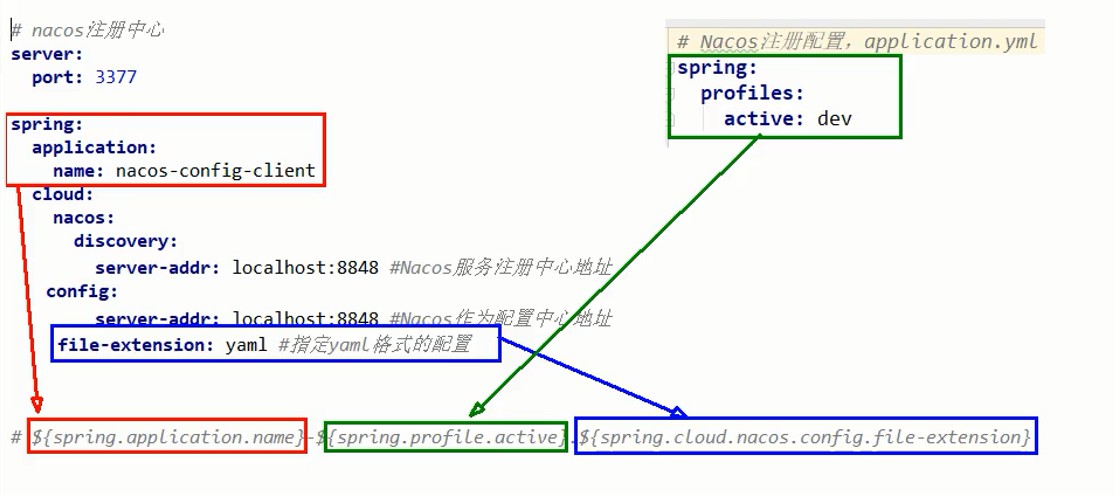 # nacos注册中心
server:
  port: 3377
spring:
  application:
    name: nacos-config-client
  cloud:
    nacos:
      discovery:
        server-addr: localhost:8848 #Nacos服务注册中心地址
    config:
        server-addr: localhost:8848 #Nacos作为配置中心地址
    file-extension: yaml #指定yaml格式的配置
# Nacos注册配置，application.yml
spring:
  profiles:
    active: dev
# ${spring.application.name}-${spring.profile.active}.${spring.cloud.nacos.config.file-extension}